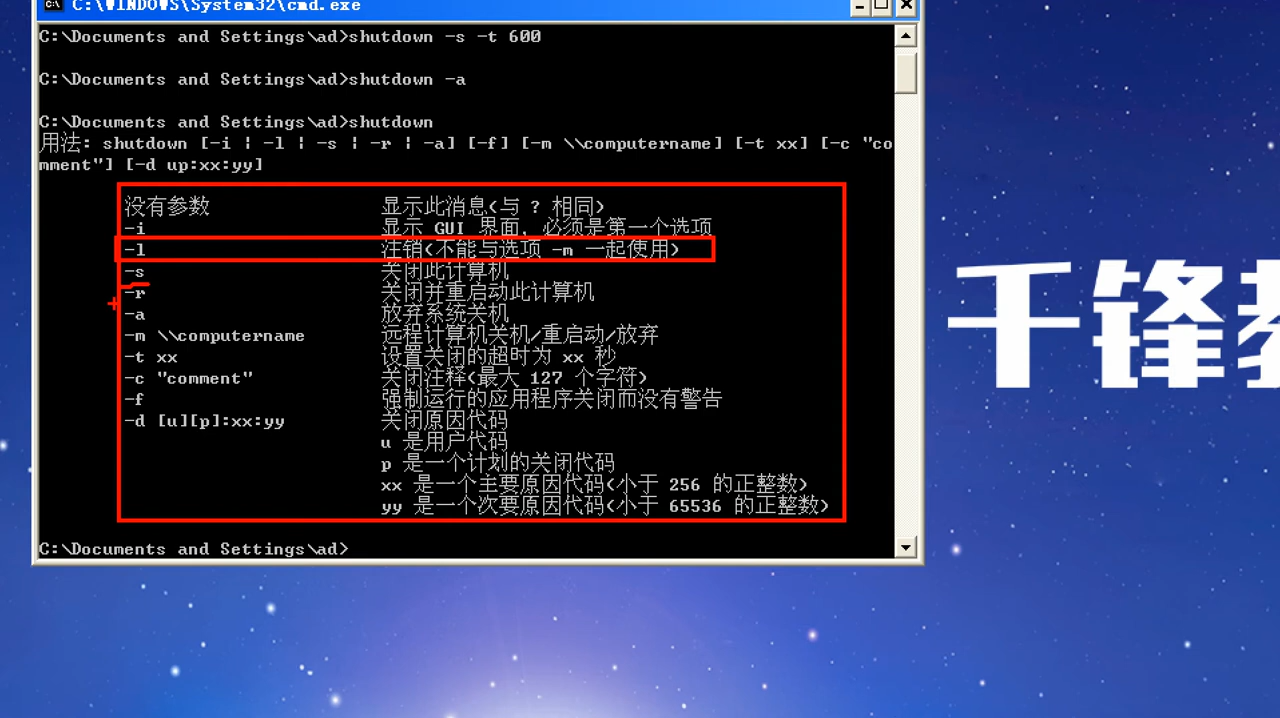 C:\WINDOWS\System32\cmd.exe
C:\Documents and Settings\ad>shutdown -s -t 600
C:\Documents and Settings\ad>shutdown -a
C:\Documents and Settings\ad>shutdown
用法: shutdown [-i | -l | -s | -r | -a] [-f] [-m \\computername] [-t xx] [-c "co
mment"] [-d up:xx:yy]
没有参数 显示此消息(与 ? 相同)
-i 显示 GUI 界面，必须是第一个选项
-l 注销(不能与选项 -m 一起使用)
-s 关闭此计算机
-r 关闭并重启动此计算机
-a 放弃系统关机
-m \\computername 远程计算机关机/重启动/放弃
-t xx 设置关闭的超时为 xx 秒
-c "comment" 关闭注释(最大 127 个字符)
-f 强制运行的应用程序关闭而没有警告
-d [u][p]:xx:yy 关闭原因代码
u 是用户代码
p 是一个计划的关闭代码
xx 是一个主要原因代码(小于 256 的正整数)
yy 是一个次要原因代码(小于 65536 的正整数)
C:\Documents and Settings\ad>
千锋教